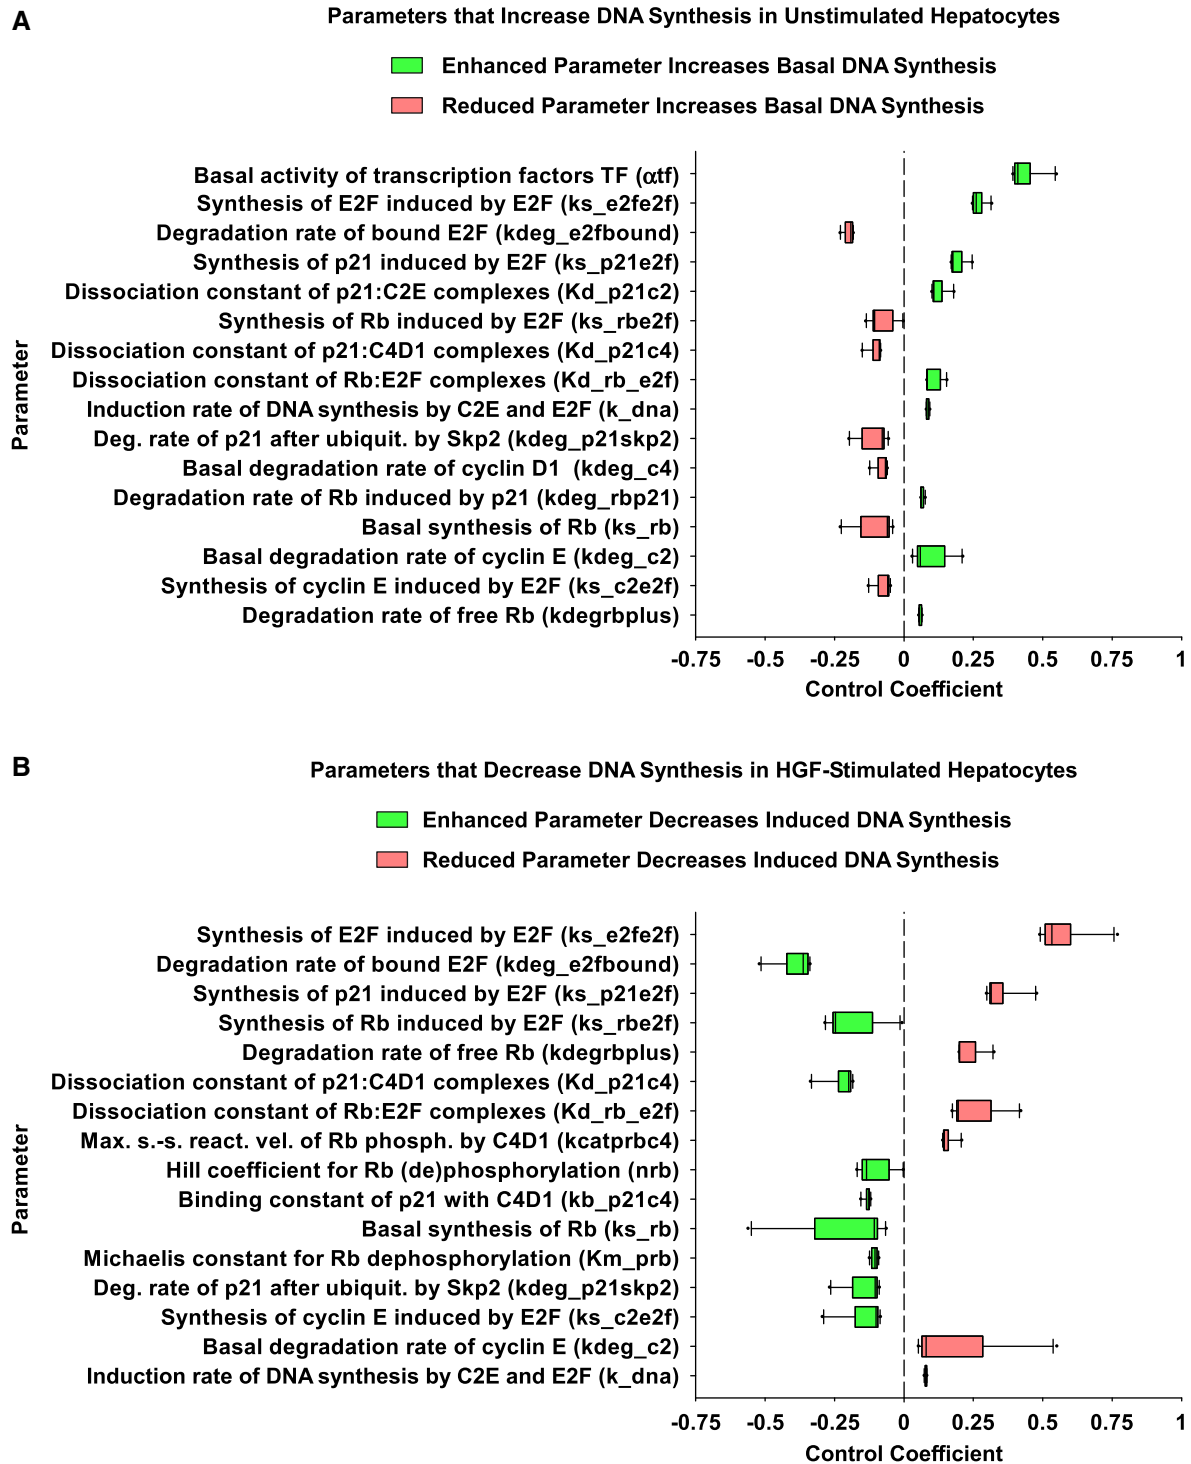 A
Parameters that Increase DNA Synthesis in Unstimulated Hepatocytes
Enhanced Parameter Increases Basal DNA Synthesis
Reduced Parameter Increases Basal DNA Synthesis
Parameter
Basal activity of transcription factors TF (αtf)
Synthesis of E2F induced by E2F (ks_e2fe2f)
Degradation rate of bound E2F (kdeg_e2fbound)
Synthesis of p21 induced by E2F (ks_p21e2f)
Dissociation constant of p21:C2E complexes (Kd_p21c2)
Synthesis of Rb induced by E2F (ks_rbe2f)
Dissociation constant of p21:C4D1 complexes (Kd_p21c4)
Dissociation constant of Rb:E2F complexes (Kd_rb_e2f)
Induction rate of DNA synthesis by C2E and E2F (k_dna)
Deg. rate of p21 after ubiquit. by Skp2 (kdeg_p21skp2)
Basal degradation rate of cyclin D1 (kdeg_c4)
Degradation rate of Rb induced by p21 (kdeg_rbp21)
Basal synthesis of Rb (ks_rb)
Basal degradation rate of cyclin E (kdeg_c2)
Synthesis of cyclin E induced by E2F (ks_c2e2f)
Degradation rate of free Rb (kdegrbplus)
-0.75 -0.5 -0.25 0 0.25 0.5 0.75 1
Control Coefficient
B
Parameters that Decrease DNA Synthesis in HGF-Stimulated Hepatocytes
Enhanced Parameter Decreases Induced DNA Synthesis
Reduced Parameter Decreases Induced DNA Synthesis
Parameter
Synthesis of E2F induced by E2F (ks_e2fe2f)
Degradation rate of bound E2F (kdeg_e2fbound)
Synthesis of p21 induced by E2F (ks_p21e2f)
Synthesis of Rb induced by E2F (ks_rbe2f)
Degradation rate of free Rb (kdegrbplus)
Dissociation constant of p21:C4D1 complexes (Kd_p21c4)
Dissociation constant of Rb:E2F complexes (Kd_rb_e2f)
Max. s.-s. react. vel. of Rb phosph. by C4D1 (kcatprbc4)
Hill coefficient for Rb (de)phosphorylation (nrb)
Binding constant of p21 with C4D1 (kb_p21c4)
Basal synthesis of Rb (ks_rb)
Michaelis constant for Rb dephosphorylation (Km_prb)
Deg. rate of p21 after ubiquit. by Skp2 (kdeg_p21skp2)
Synthesis of cyclin E induced by E2F (ks_c2e2f)
Basal degradation rate of cyclin E (kdeg_c2)
Induction rate of DNA synthesis by C2E and E2F (k_dna)
-0.75 -0.5 -0.25 0 0.25 0.5 0.75 1
Control Coefficient